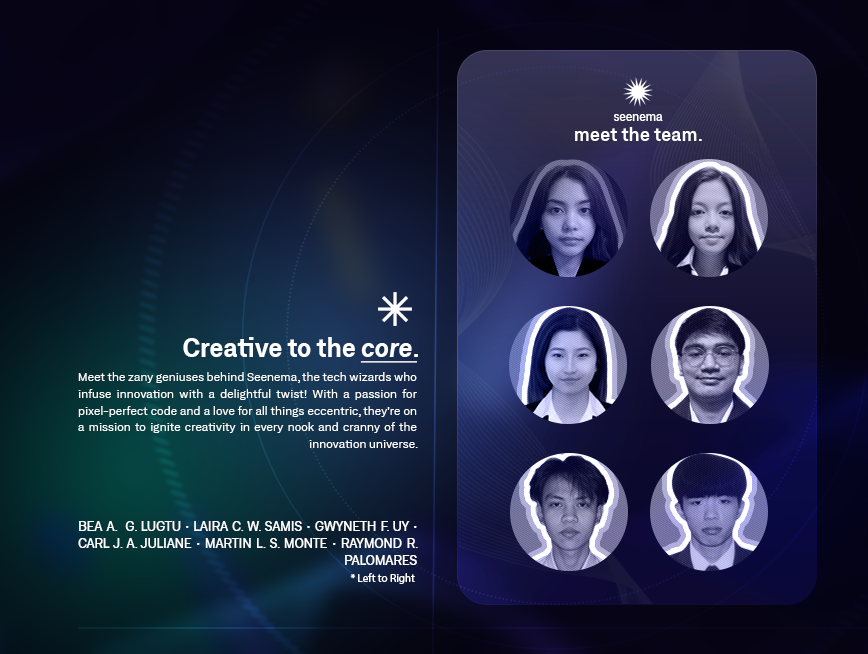 seenema
meet the team.
Creative to the core.
Meet the zany geniuses behind Seenema, the tech wizards who
infuse innovation with a delightful twist! With a passion for
pixel-perfect code and a love for all things eccentric, they're on
a mission to ignite creativity in every nook and cranny of the
innovation universe.
BEA A. G. LUGTU · LAIRA C. W. SAMIS · GWYNETH F. UY ·
CARL J. A. JULIANE · MARTIN L. S. MONTE · RAYMOND R.
PALOMARES
* Left to Right